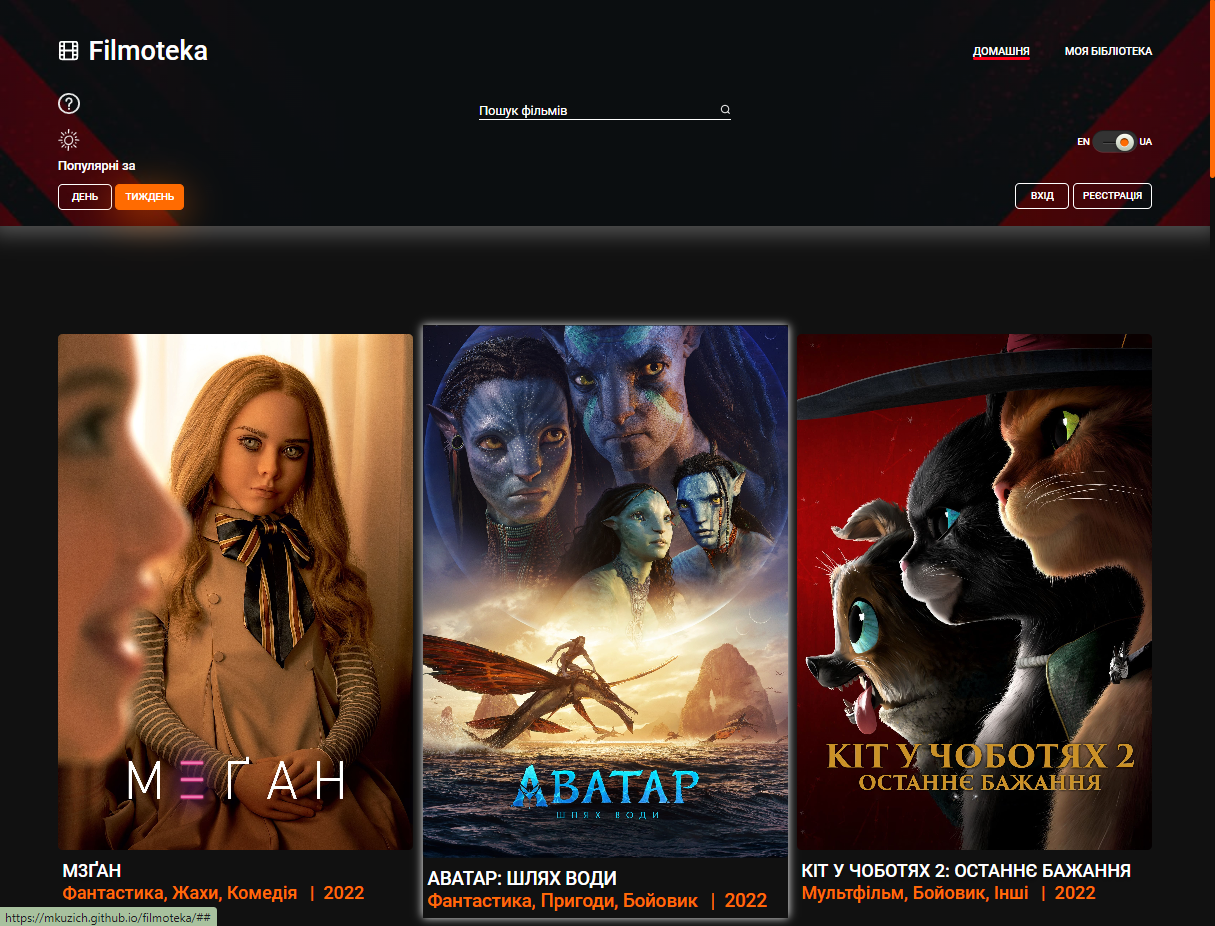 Filmoteka
ДОМАШНЯ
МОЯ БІБЛІОТЕКА
?
Пошук фільмів
EN
UA
Популярні за
ДЕНЬ
ТИЖДЕНЬ
ВХІД
РЕЄСТРАЦІЯ
МΞҐАН
АВАТАР
ШЛЯХ ВОДИ
КІТ У ЧОБОТЯХ 2
ОСТАННЄ БАЖАННЯ
МЗҐАН
Фантастика, Жахи, Комедія | 2022
АВАТАР: ШЛЯХ ВОДИ
Фантастика, Пригоди, Бойовик | 2022
КІТ У ЧОБОТЯХ 2: ОСТАННЄ БАЖАННЯ
Мультфільм, Бойовик, Інші | 2022
https://mkuzich.github.io/filmoteka/##